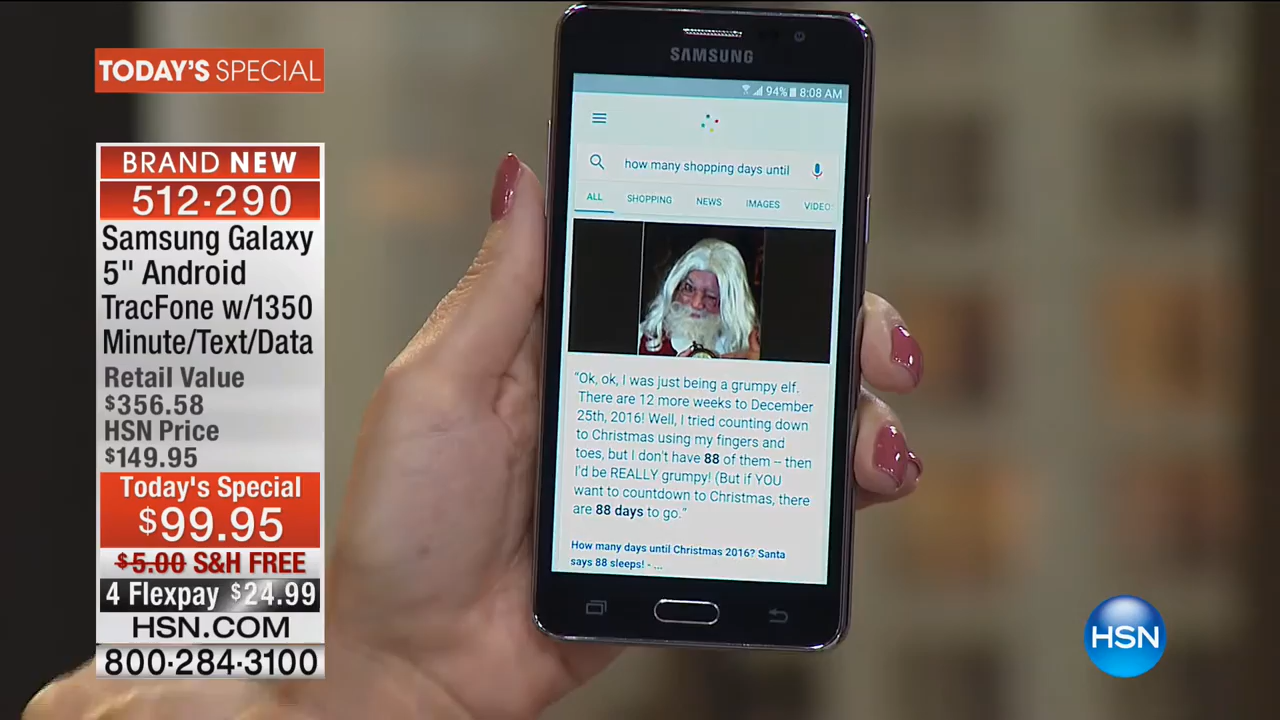 TODAY'S SPECIAL
BRAND NEW
512-290
Samsung Galaxy
5" Android
TracFone w/1350
Minute/Text/Data
Retail Value
$356.58
HSN Price
$149.95
Today's Special
$99.95
$5.00 S&H FREE
4 Flexpay $24.99
HSN.COM
800-284-3100
SAMSUNG
94% 8:08 AM
how many shopping days until
ALL SHOPPING NEWS IMAGES VIDEO
"Ok, ok, I was just being a grumpy elf.
There are 12 more weeks to December
25th, 2016! Well, I tried counting down
to Christmas using my fingers and
toes, but I don't have 88 of them -- then
I'd be REALLY grumpy! (But if YOU
want to countdown to Christmas, there
are 88 days to go."
How many days until Christmas 2016? Santa
says 88 sleeps! - ...
HSN